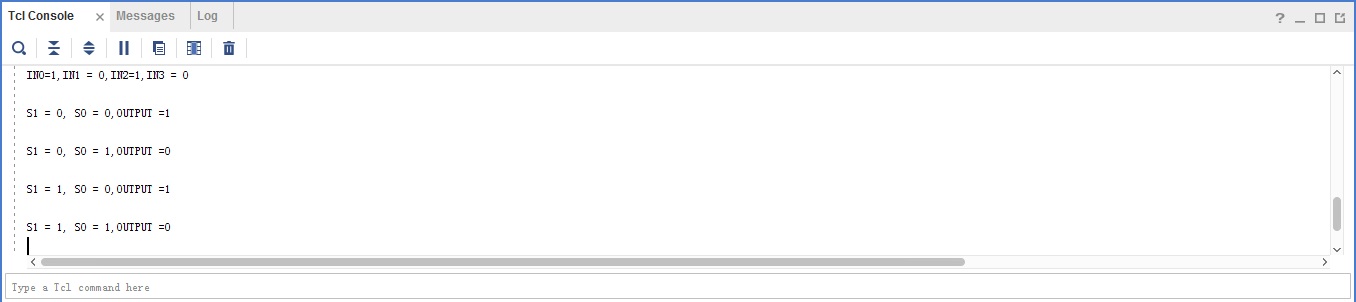 Tcl Console × Messages Log ?
IN0=1,IN1 = 0,IN2=1,IN3 = 0
S1 = 0, S0 = 0,OUTPUT =1
S1 = 0, S0 = 1,OUTPUT =0
S1 = 1, S0 = 0,OUTPUT =1
S1 = 1, S0 = 1,OUTPUT =0
Type a Tcl command here